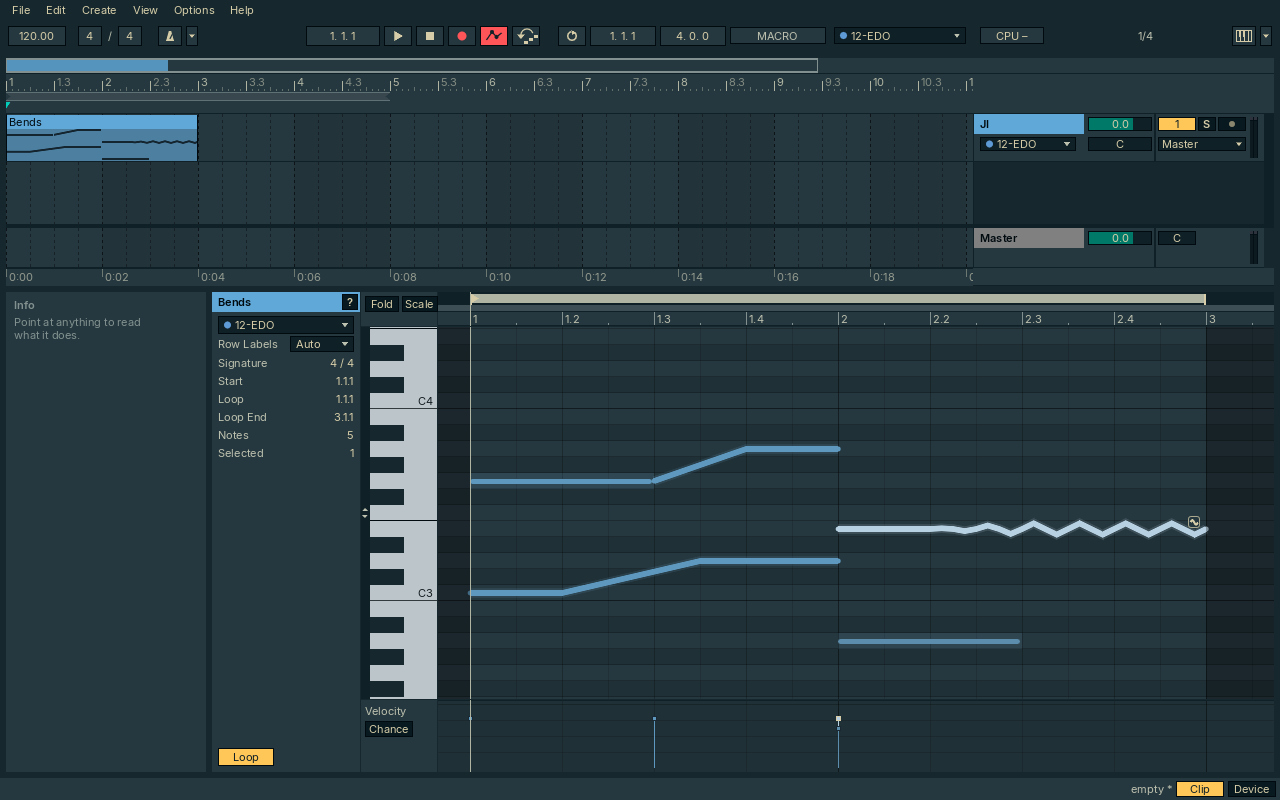 File Edit Create View Options Help
120.00 4 / 4 1. 1. 1 1. 1. 1 4. 0. 0 MACRO 12-EDO CPU – 1/4
1 1.3 2 2.3 3 3.3 4 4.3 5 5.3 6 6.3 7 7.3 8 8.3 9 9.3 10 10.3 1
Bends
JI 0.0 1 S
12-EDO C Master
Master 0.0 C
0:00 0:02 0:04 0:06 0:08 0:10 0:12 0:14 0:16 0:18
Info
Point at anything to read
what it does.
Bends ?
12-EDO
Row Labels Auto
Signature 4 / 4
Start 1.1.1
Loop 1.1.1
Loop End 3.1.1
Notes 5
Selected 1
Loop
Fold Scale
1 1.2 1.3 1.4 2 2.2 2.3 2.4 3
C4
C3
Velocity
Chance
empty * Clip Device